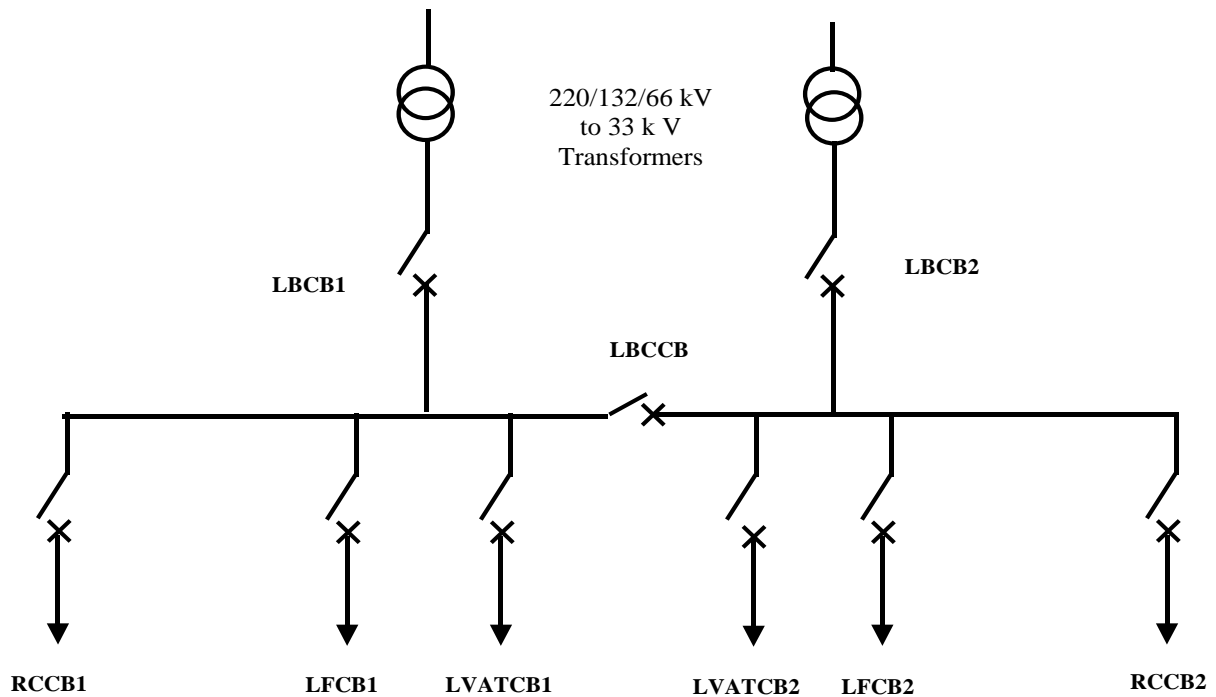 220/132/66 kV
to 33 k V
Transformers
LBCB1
LBCB2
LBCCB
RCCB1
LFCB1
LVATCB1
LVATCB2
LFCB2
RCCB2